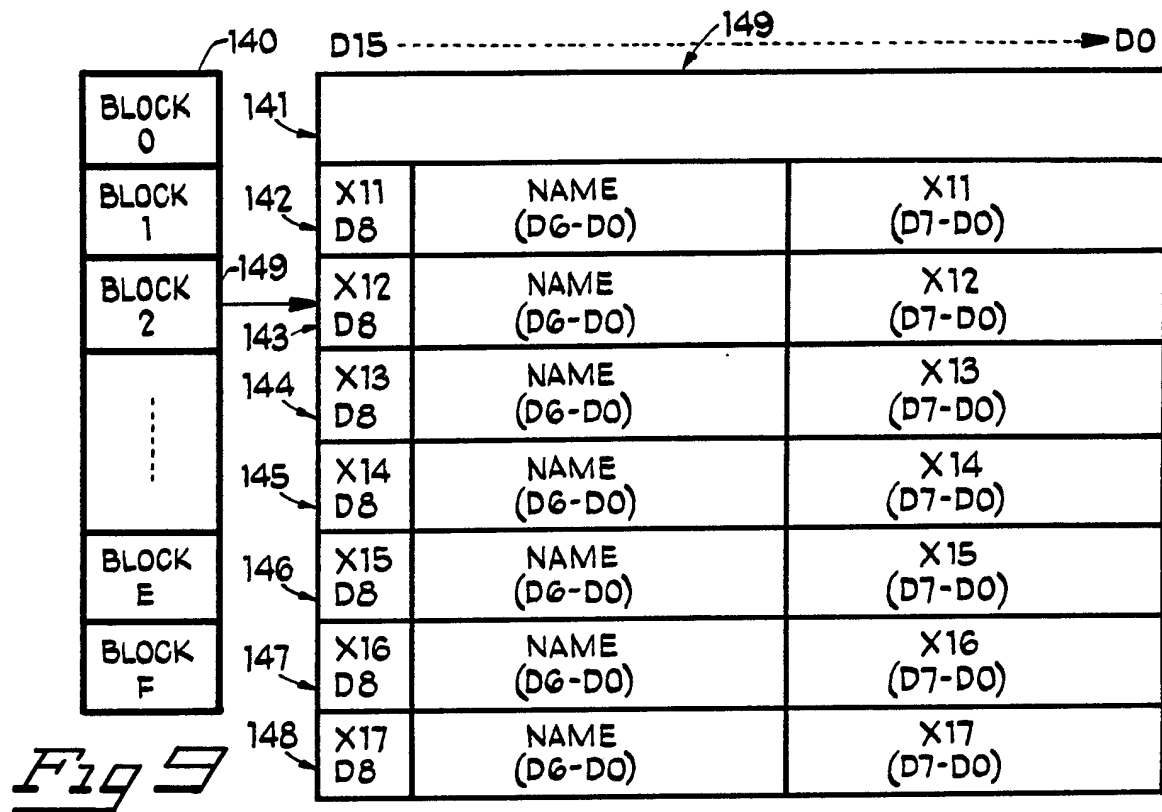 140
D15
149
D0
BLOCK
0
141
BLOCK
1
142
X11
D8
NAME
(D6-D0)
X11
(D7-D0)
BLOCK
2
149
143
X12
D8
NAME
(D6-D0)
X12
(D7-D0)
144
X13
D8
NAME
(D6-D0)
X13
(D7-D0)
145
X14
D8
NAME
(D6-D0)
X14
(D7-D0)
BLOCK
E
146
X15
D8
NAME
(D6-D0)
X15
(D7-D0)
BLOCK
F
147
X16
D8
NAME
(D6-D0)
X16
(D7-D0)
148
X17
D8
NAME
(D6-D0)
X17
(D7-D0)
Fig 9